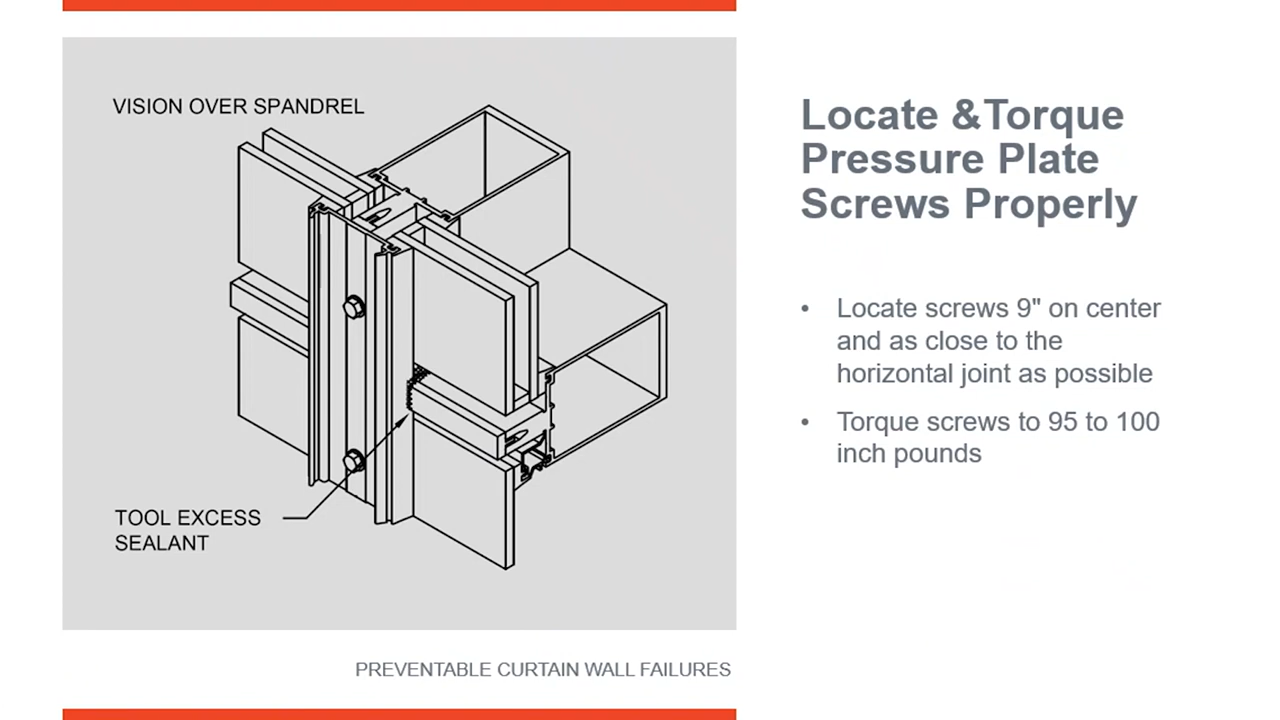 VISION OVER SPANDREL
TOOL EXCESS
SEALANT
PREVENTABLE CURTAIN WALL FAILURES
Locate &Torque
Pressure Plate
Screws Properly
• Locate screws 9" on center
and as close to the
horizontal joint as possible
• Torque screws to 95 to 100
inch pounds